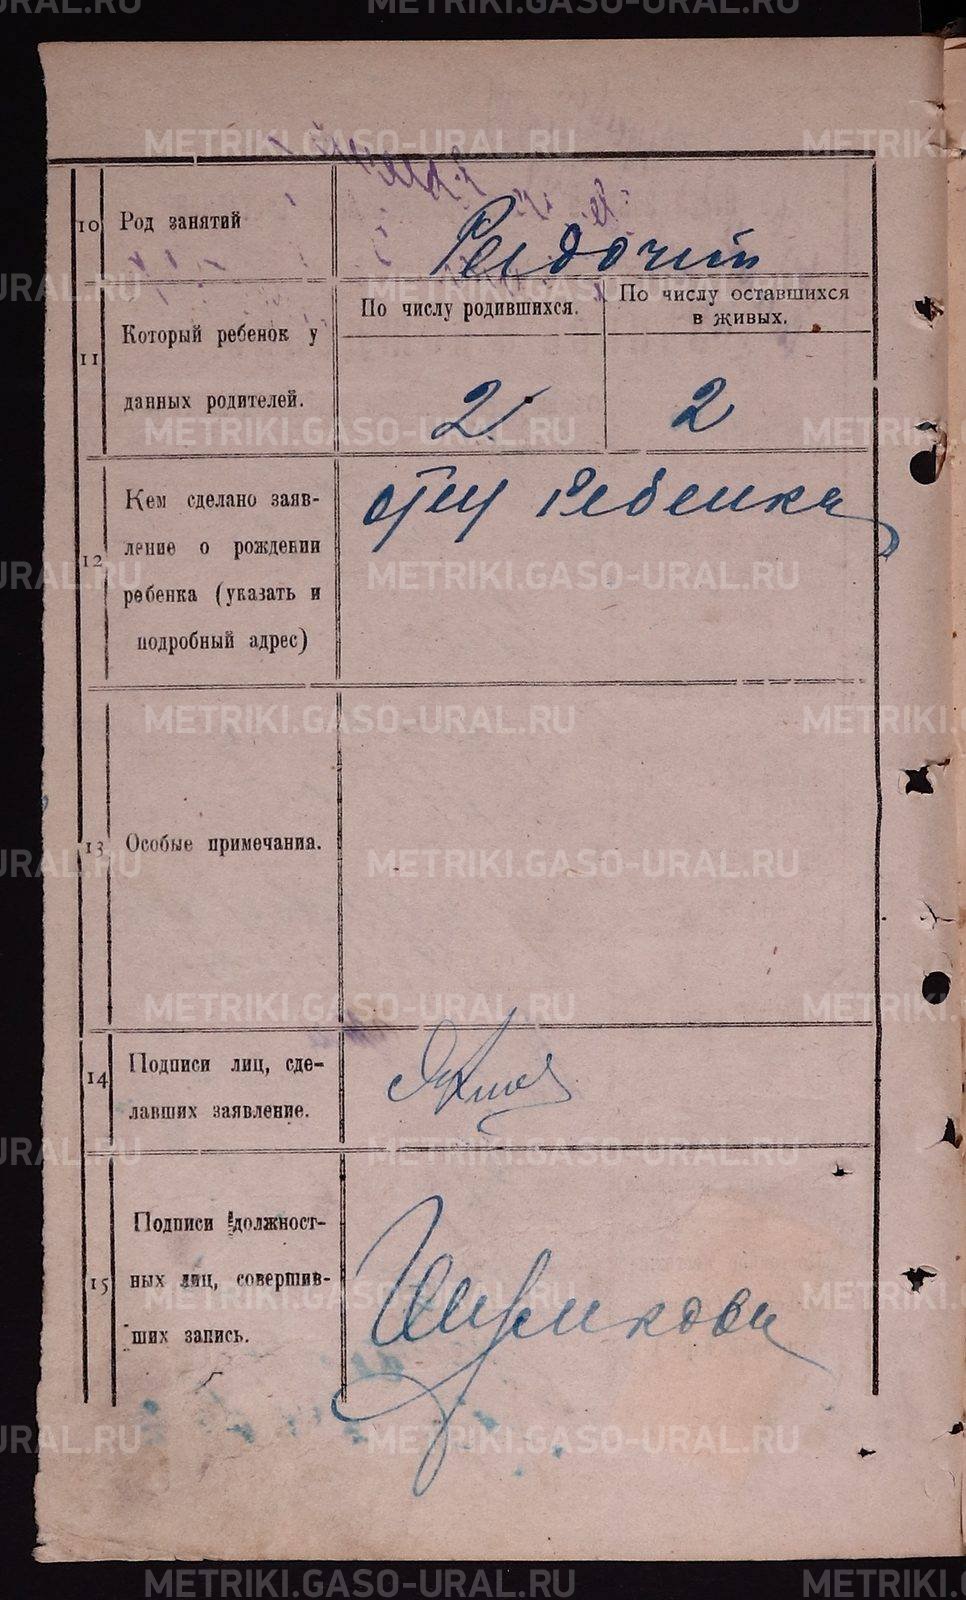 10 Род занятий
11 Который ребенок у
данных родителей.
По числу родившихся.
По числу оставшихся
в живых.
2
2
12 Кем сделано заяв-
ление о рождении
ребенка (указать и
подробный адрес)
отец ребенка
13 Особые примечания.
14 Подписи лиц, сде-
лавших заявление.
15 Подписи должност-
ных лиц, совершив-
ших запись.
METRIKI.GASO-URAL.RU